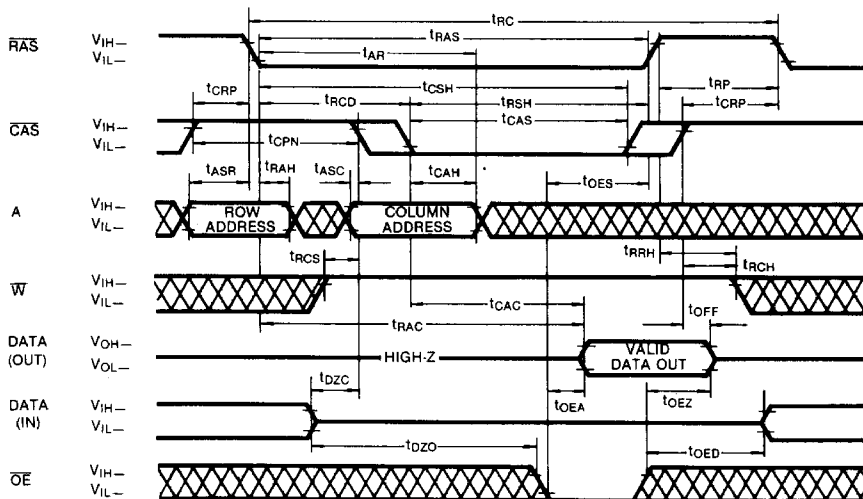 tRC
RAS
VIH—
VIL—
tRAS
tAR
tCRP
tCSH
tRP
tRCD
tRSH
tCRP
CAS
VIH—
VIL—
tCPN
tCAS
tASR
tRAH
tASC
tCAH
tOES
A
VIH—
VIL—
ROW
ADDRESS
COLUMN
ADDRESS
tRRH
tRCS
tRCH
W
VIH—
VIL—
tCAC
tOFF
tRAC
DATA
(OUT)
VOH—
VOL—
HIGH-Z
VALID
DATA OUT
tDZC
tOEA
tOEZ
DATA
(IN)
VIH—
VIL—
tDZO
tOED
OE
VIH—
VIL—